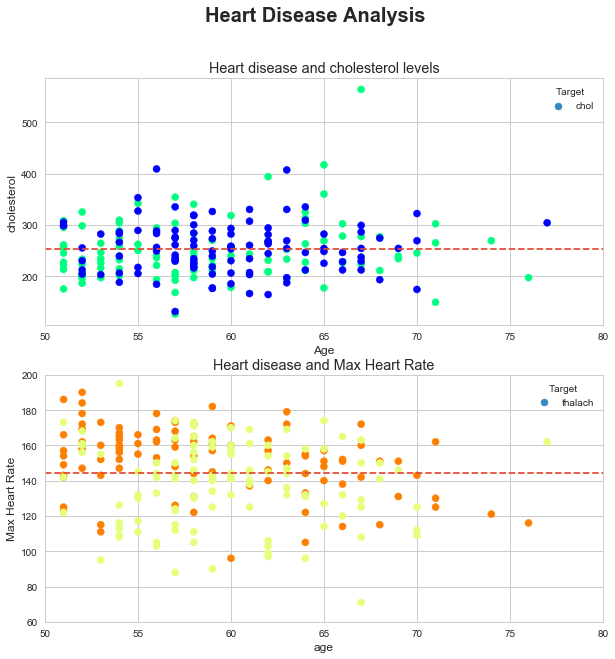 Heart Disease Analysis
Heart disease and cholesterol levels
Target
chol
cholesterol
500
400
300
200
50 55 60 65 70 75 80
Age
Heart disease and Max Heart Rate
Target
thalach
Max Heart Rate
200
180
160
140
120
100
80
60
50 55 60 65 70 75 80
age